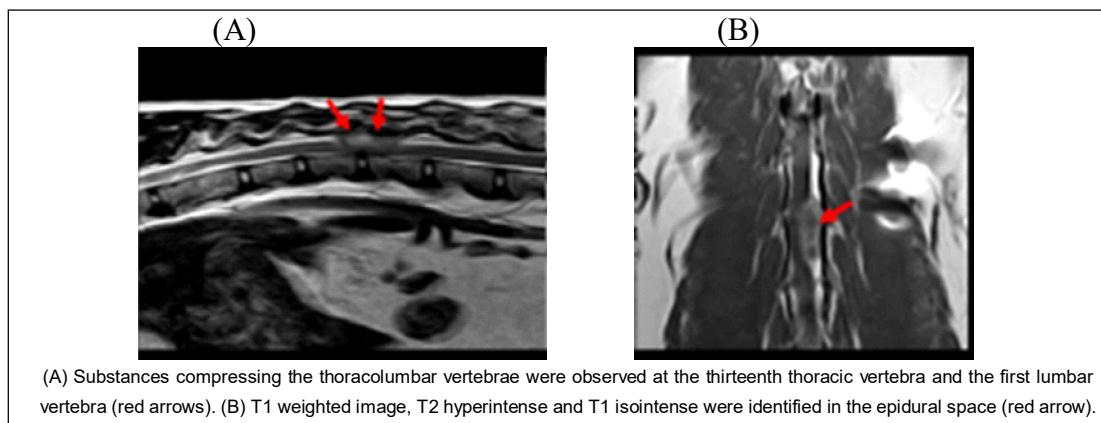 (A) (B)
(A) Substances compressing the thoracolumbar vertebrae were observed at the thirteenth thoracic vertebra and the first lumbar
vertebra (red arrows). (B) T1 weighted image, T2 hyperintense and T1 isointense were identified in the epidural space (red arrow).